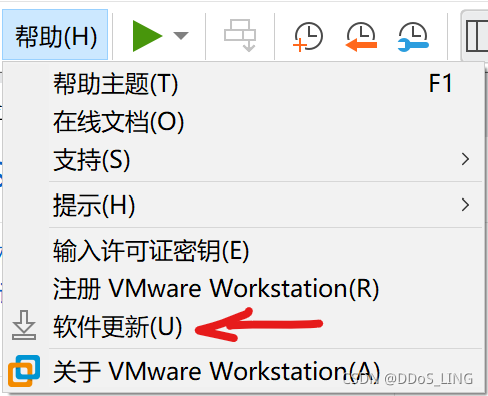 帮助(H)
帮助主题(T) F1
在线文档(O)
支持(S)
提示(H)
输入许可证密钥(E)
注册 VMware Workstation(R)
软件更新(U)
关于 VMware Workstation(A)
CSDN @DDoS_LING